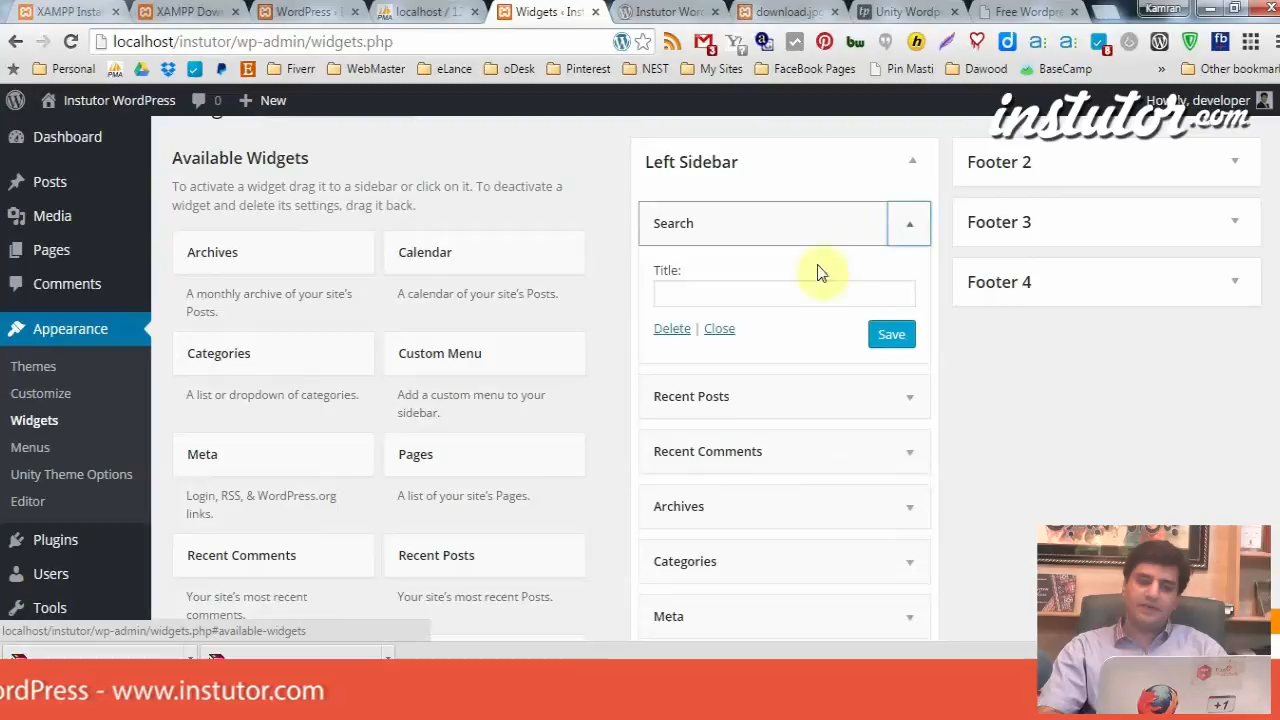 XAMPP Insta
XAMPP Dow
WordPress ›
localhost / 1
Widgets ‹ Inst
Instutor Wor
download.jp
Unity Wordp
Free Wordpre
Kamran
localhost/instutor/wp-admin/widgets.php
Personal
Fiverr
WebMaster
eLance
oDesk
Pinterest
NEST
My Sites
FaceBook Pages
Pin Masti
Dawood
BaseCamp
»
Other bookmar
Instutor WordPress
0
New
Howdy, developer
instutor.com
Dashboard
Posts
Media
Pages
Comments
Appearance
Themes
Customize
Widgets
Menus
Unity Theme Options
Editor
Plugins
Users
Tools
Available Widgets
To activate a widget drag it to a sidebar or click on it. To deactivate a
widget and delete its settings, drag it back.
Archives
A monthly archive of your site's
Posts.
Calendar
A calendar of your site's Posts.
Categories
A list or dropdown of categories.
Custom Menu
Add a custom menu to your
sidebar.
Meta
Login, RSS, & WordPress.org
links.
Pages
A list of your site's Pages.
Recent Comments
Your site's most recent
comments.
Recent Posts
Your site's most recent Posts.
Left Sidebar
Search
Title:
Delete | Close
Save
Recent Posts
Recent Comments
Archives
Categories
Meta
Footer 2
Footer 3
Footer 4
localhost/instutor/wp-admin/widgets.php#available-widgets
ordPress - www.instutor.com
+1